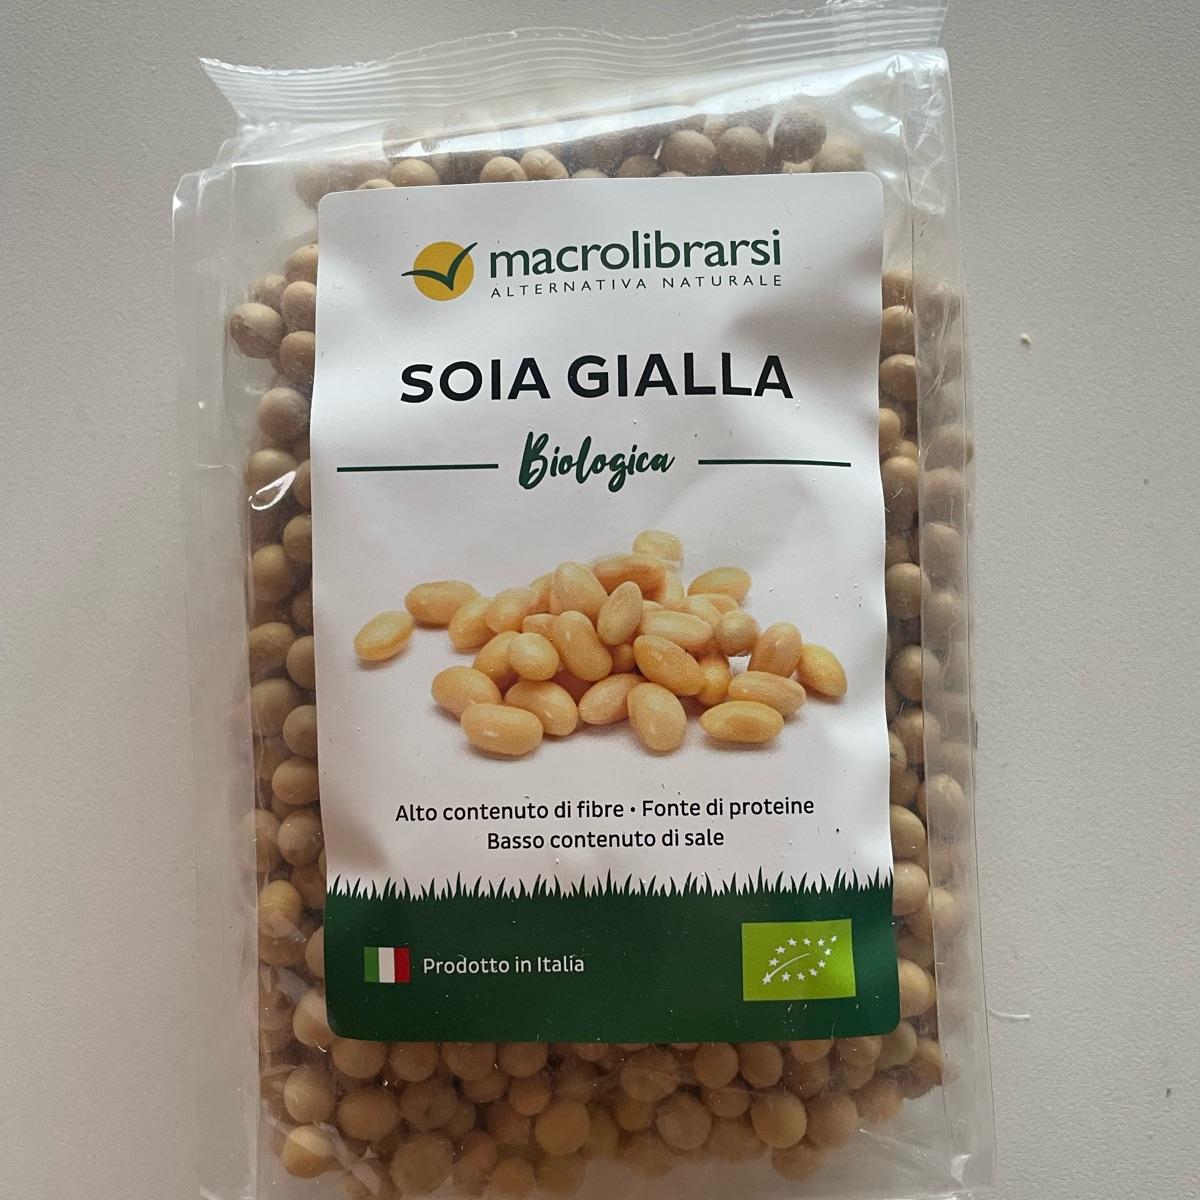 macrolibrarsi
ALTERNATIVA NATURALE
SOIA GIALLA
Biologica
Alto contenuto di fibre • Fonte di proteine
Basso contenuto di sale
Prodotto in Italia